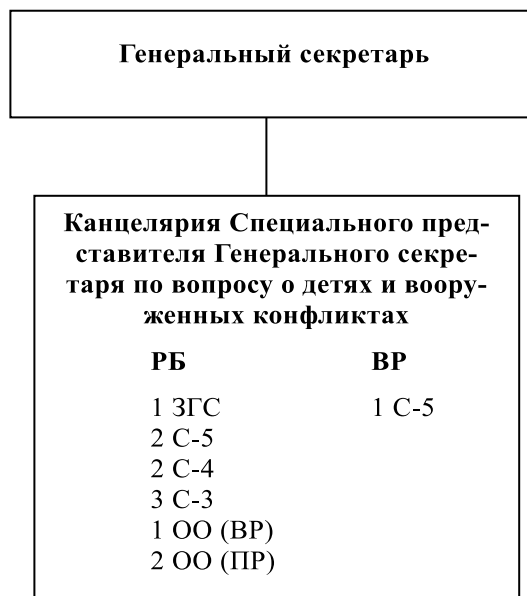 Генеральный секретарь
Канцелярия Специального пред-
ставителя Генерального секре-
таря по вопросу о детях и воору-
женных конфликтах
РБ ВР
1 ЗГС 1 С-5
2 С-5
2 С-4
3 С-3
1 ОО (ВР)
2 ОО (ПР)